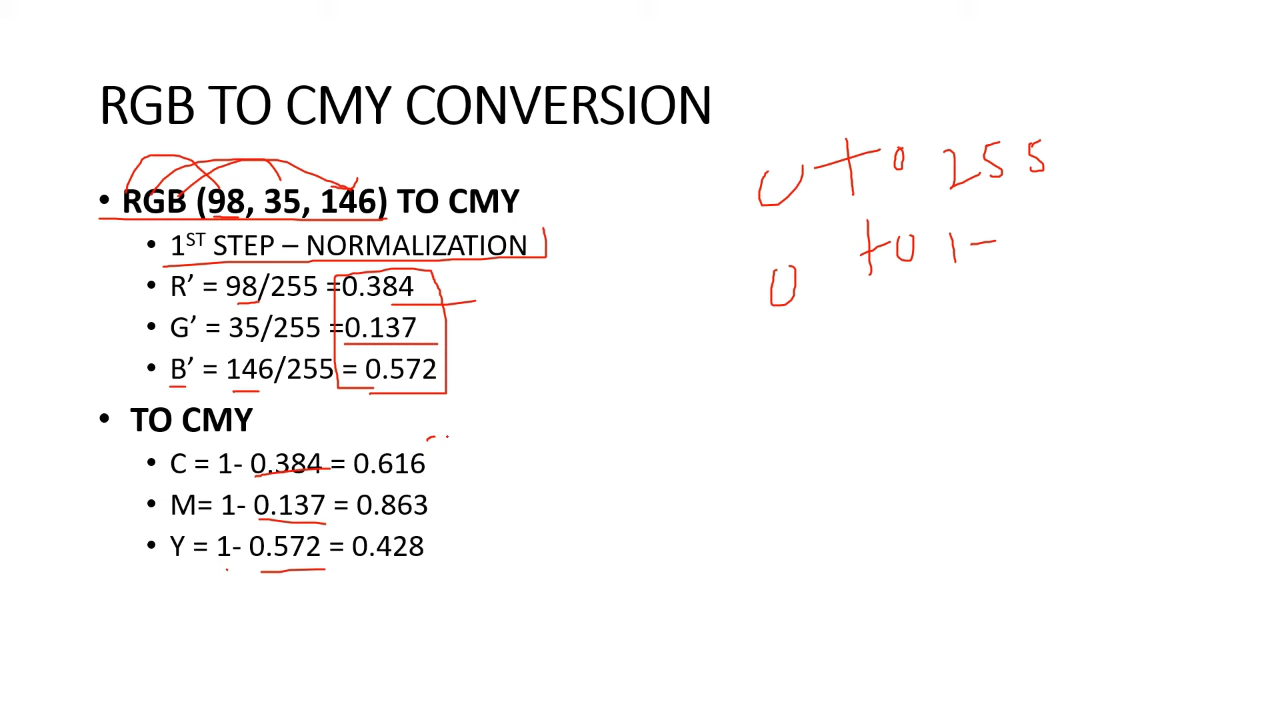 RGB TO CMY CONVERSION
• RGB (98, 35, 146) TO CMY
• 1ST STEP – NORMALIZATION
• R’ = 98/255 =0.384
• G’ = 35/255 =0.137
• B’ = 146/255 = 0.572
• TO CMY
• C = 1- 0.384 = 0.616
• M= 1- 0.137 = 0.863
• Y = 1- 0.572 = 0.428
0 to 255
0 to 1